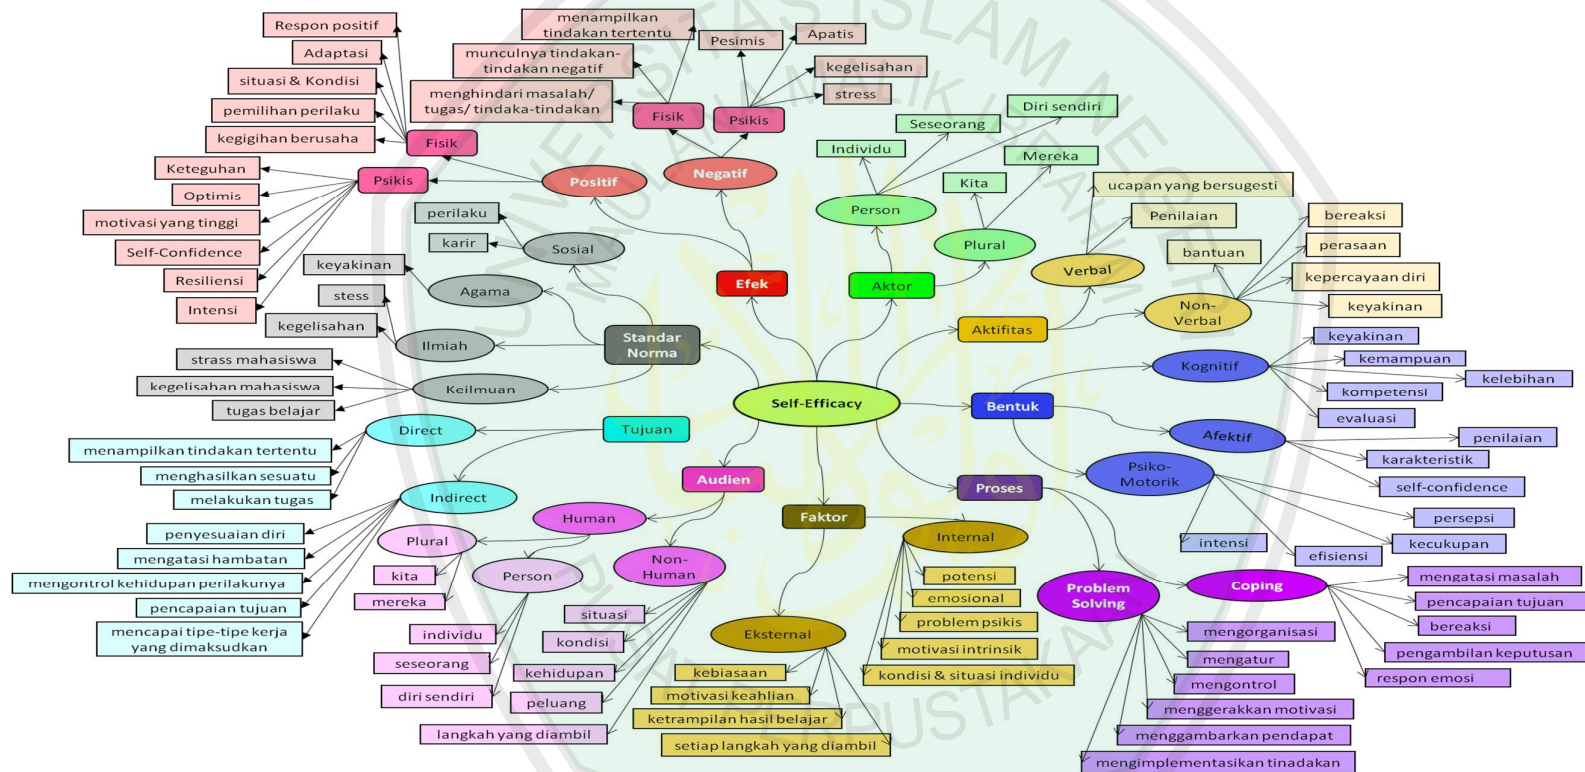 Self-Efficacy
Efek
Positif
Fisik
Respon positif
Adaptasi
situasi & Kondisi
pemilihan perilaku
kegigihan berusaha
Psikis
Keteguhan
Optimis
motivasi yang tinggi
Self-Confidence
Resiliensi
Intensi
Negatif
Fisik
menampilkan
tindakan tertentu
munculnya tindakan-
tindakan negatif
menghindari masalah/
tugas/ tindaka-tindakan
Psikis
Pesimis
Apatis
kegelisahan
stress
Aktor
Person
Individu
Seseorang
Diri sendiri
Plural
Kita
Mereka
Aktifitas
Verbal
ucapan yang bersugesti
Penilaian
Non-
Verbal
bantuan
bereaksi
perasaan
kepercayaan diri
keyakinan
Bentuk
Kognitif
keyakinan
kemampuan
kelebihan
kompetensi
evaluasi
Afektif
penilaian
karakteristik
self-confidence
Psiko-
Motorik
persepsi
kecukupan
efisiensi
intensi
Proses
Problem
Solving
mengorganisasi
mengatur
mengontrol
menggerakkan motivasi
menggambarkan pendapat
mengimplementasikan tinadakan
Coping
mengatasi masalah
pencapaian tujuan
bereaksi
pengambilan keputusan
respon emosi
Faktor
Internal
potensi
emosional
problem psikis
motivasi intrinsik
kondisi & situasi individu
Eksternal
kebiasaan
motivasi keahlian
ketrampilan hasil belajar
setiap langkah yang diambil
Audien
Human
Plural
kita
mereka
Person
individu
seseorang
diri sendiri
Non-
Human
situasi
kondisi
kehidupan
peluang
langkah yang diambil
Tujuan
Direct
menampilkan tindakan tertentu
menghasilkan sesuatu
melakukan tugas
Indirect
penyesuaian diri
mengatasi hambatan
mengontrol kehidupan perilakunya
pencapaian tujuan
mencapai tipe-tipe kerja
yang dimaksudkan
Standar
Norma
Sosial
perilaku
karir
Agama
keyakinan
Ilmiah
stess
kegelisahan
Keilmuan
strass mahasiswa
kegelisahan mahasiswa
tugas belajar
UNIVERSITAS ISLAM NEGERI
MAULANA MALIK IBRAHIM
PUSAT PERPUSTAKAAN